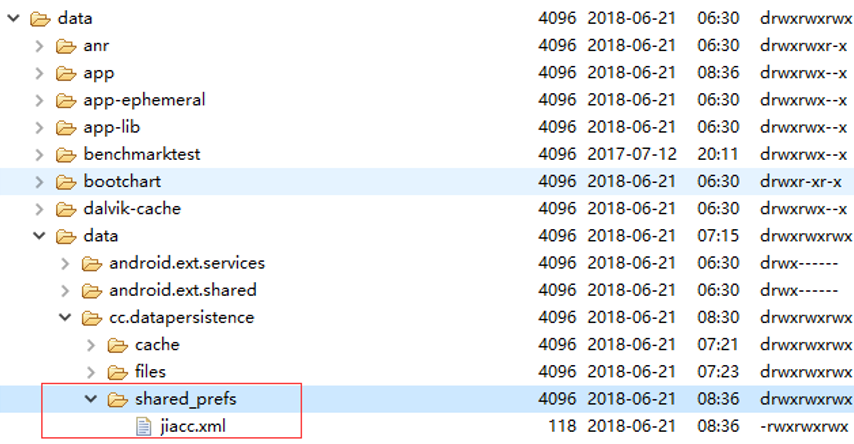 data 4096 2018-06-21 06:30 drwxrwxrwx
anr 4096 2018-06-21 06:30 drwxrwxr-x
app 4096 2018-06-21 08:36 drwxrwx--x
app-ephemeral 4096 2018-06-21 06:30 drwxrwx--x
app-lib 4096 2018-06-21 06:30 drwxrwx--x
benchmarktest 4096 2017-07-12 20:11 drwxrwx--x
bootchart 4096 2018-06-21 06:30 drwxr-xr-x
dalvik-cache 4096 2018-06-21 06:30 drwxrwx--x
data 4096 2018-06-21 07:15 drwxrwxrwx
android.ext.services 4096 2018-06-21 06:30 drwx------
android.ext.shared 4096 2018-06-21 06:30 drwx------
cc.datapersistence 4096 2018-06-21 08:30 drwxrwxrwx
cache 4096 2018-06-21 07:21 drwxrwxrwx
files 4096 2018-06-21 07:23 drwxrwxrwx
shared_prefs 4096 2018-06-21 08:36 drwxrwxrwx
jiacc.xml 118 2018-06-21 08:36 -rwxrwxrwx